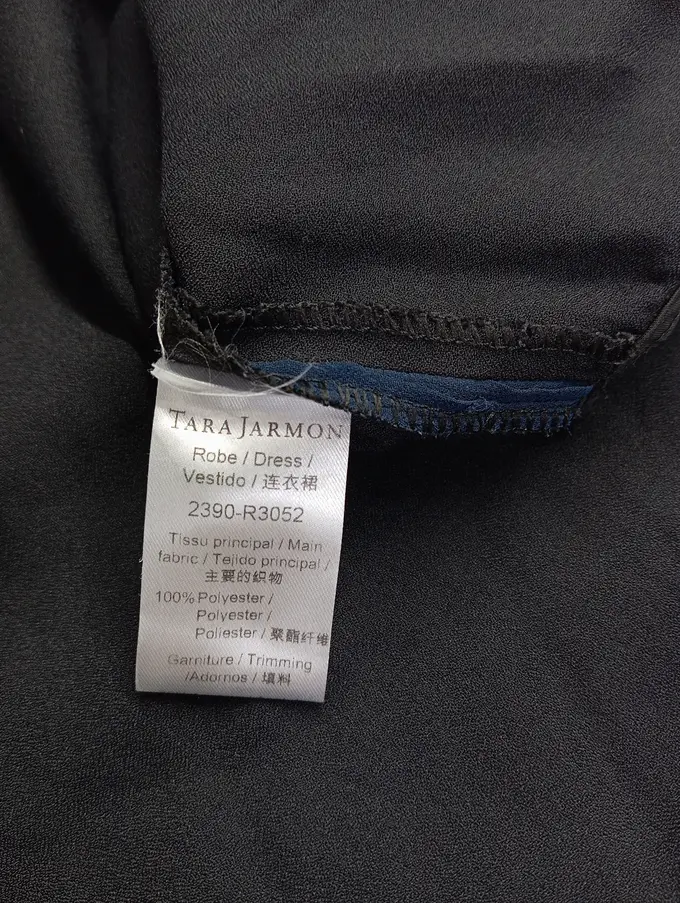 TARA JARMON
Robe / Dress /
Vestido / 连衣裙
2390-R3052
Tissu principal / Main
fabric / Tejido principal /
主要的織物
100% Polyester /
Polyester /
Poliester / 聚酯纤维
Garniture / Trimming
/Adornos / 填料